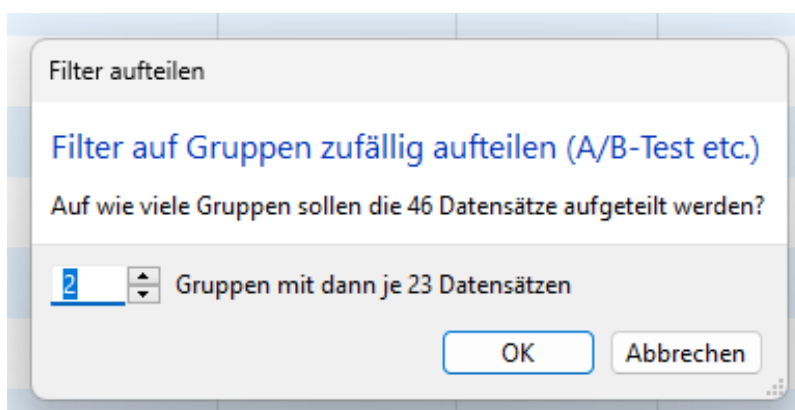 Filter aufteilen
Filter auf Gruppen zufällig aufteilen (A/B-Test etc.)
Auf wie viele Gruppen sollen die 46 Datensätze aufgeteilt werden?
2 Gruppen mit dann je 23 Datensätzen
OK Abbrechen